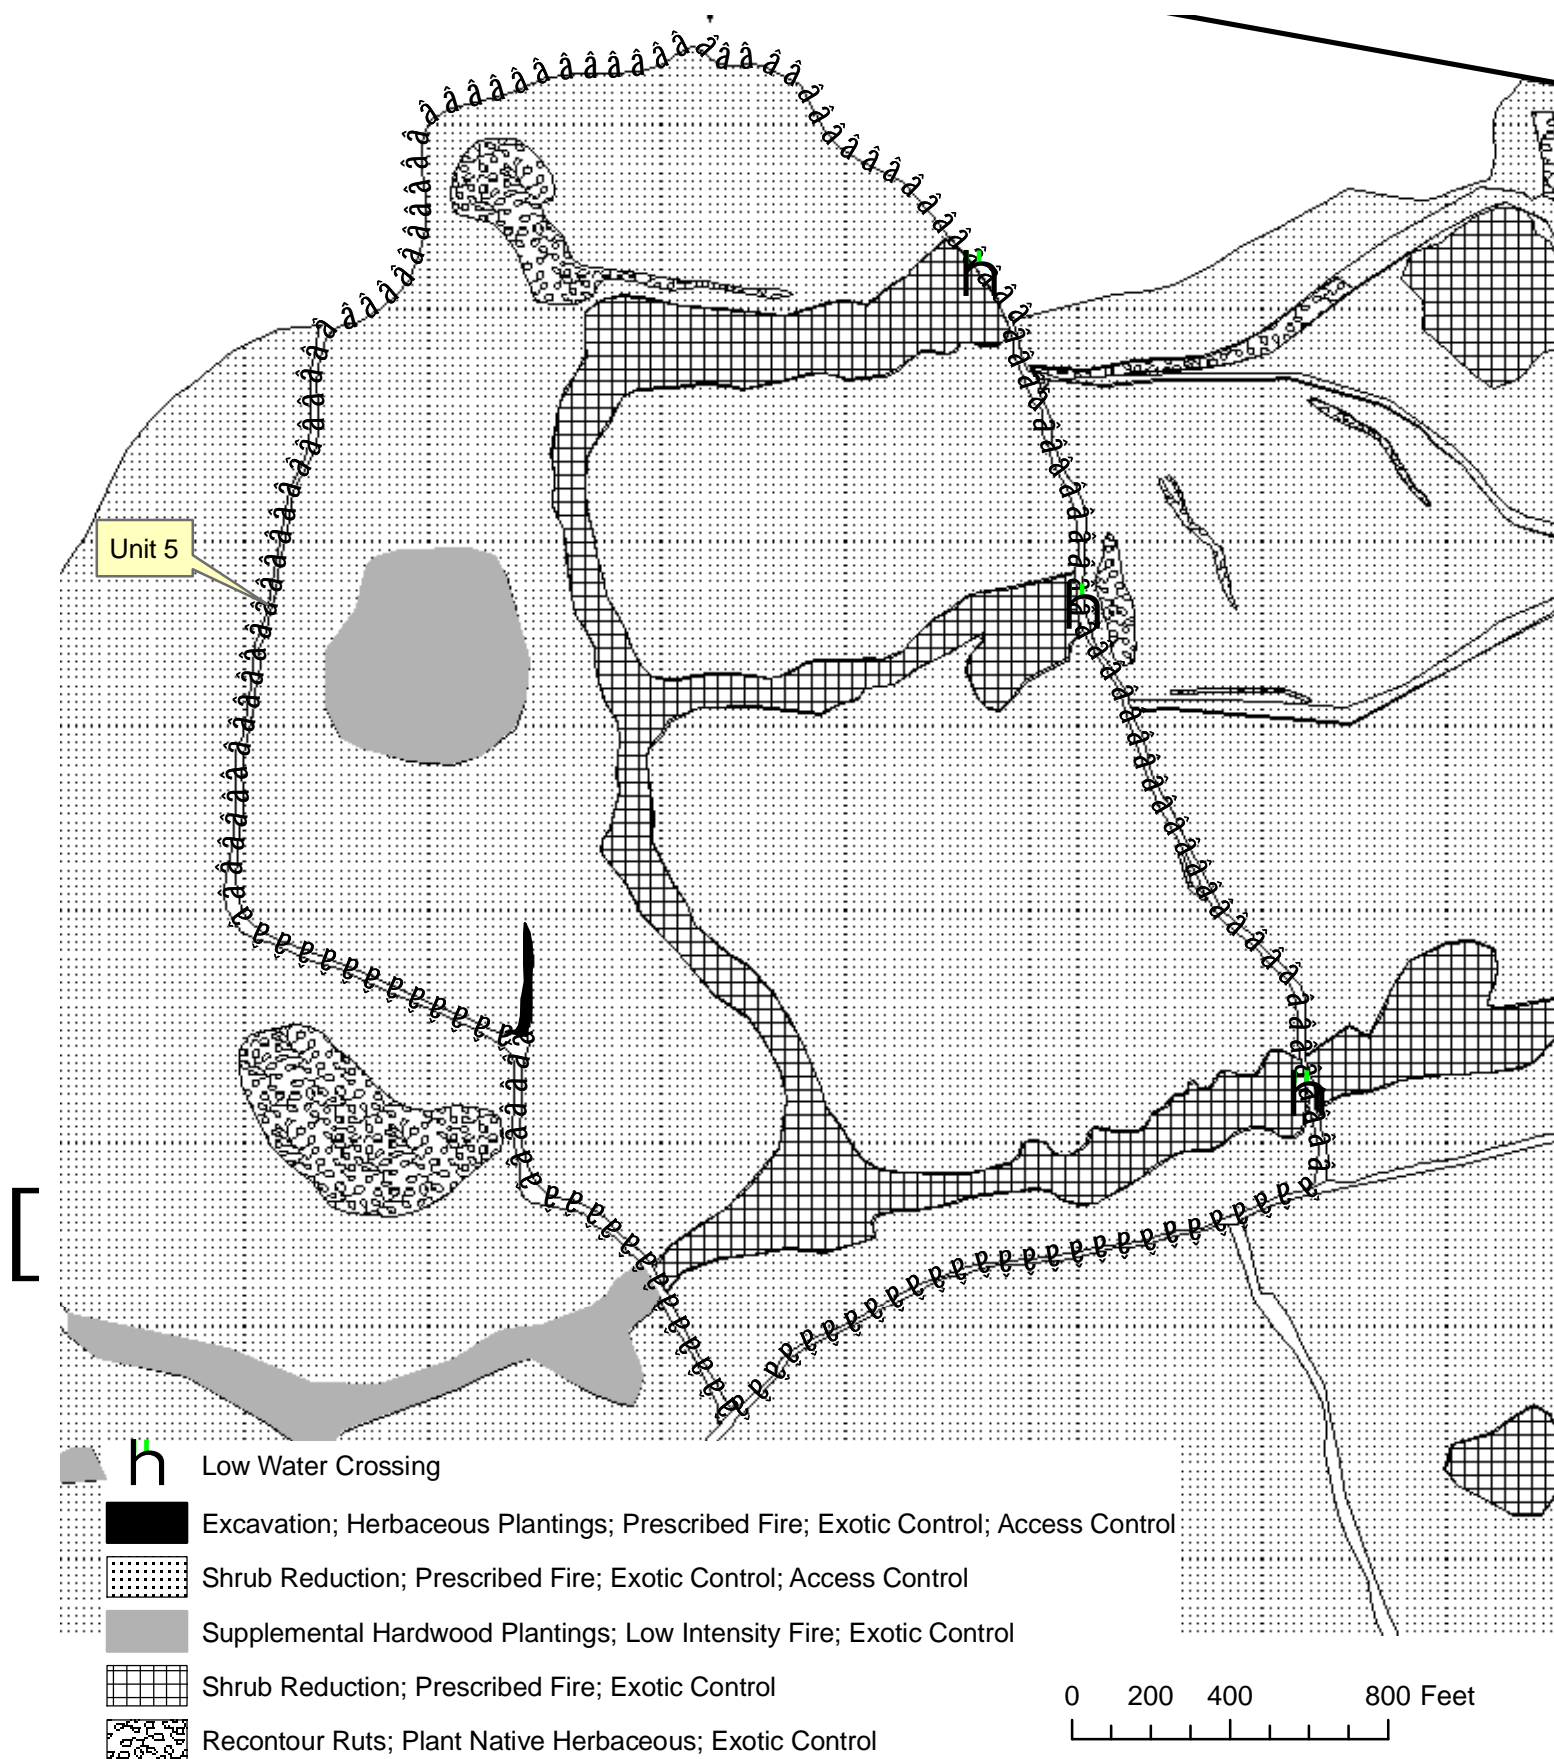 Unit 5
Low Water Crossing
Excavation; Herbaceous Plantings; Prescribed Fire; Exotic Control; Access Control
Shrub Reduction; Prescribed Fire; Exotic Control; Access Control
Supplemental Hardwood Plantings; Low Intensity Fire; Exotic Control
Shrub Reduction; Prescribed Fire; Exotic Control
Recontour Ruts; Plant Native Herbaceous; Exotic Control
0 200 400 800 Feet